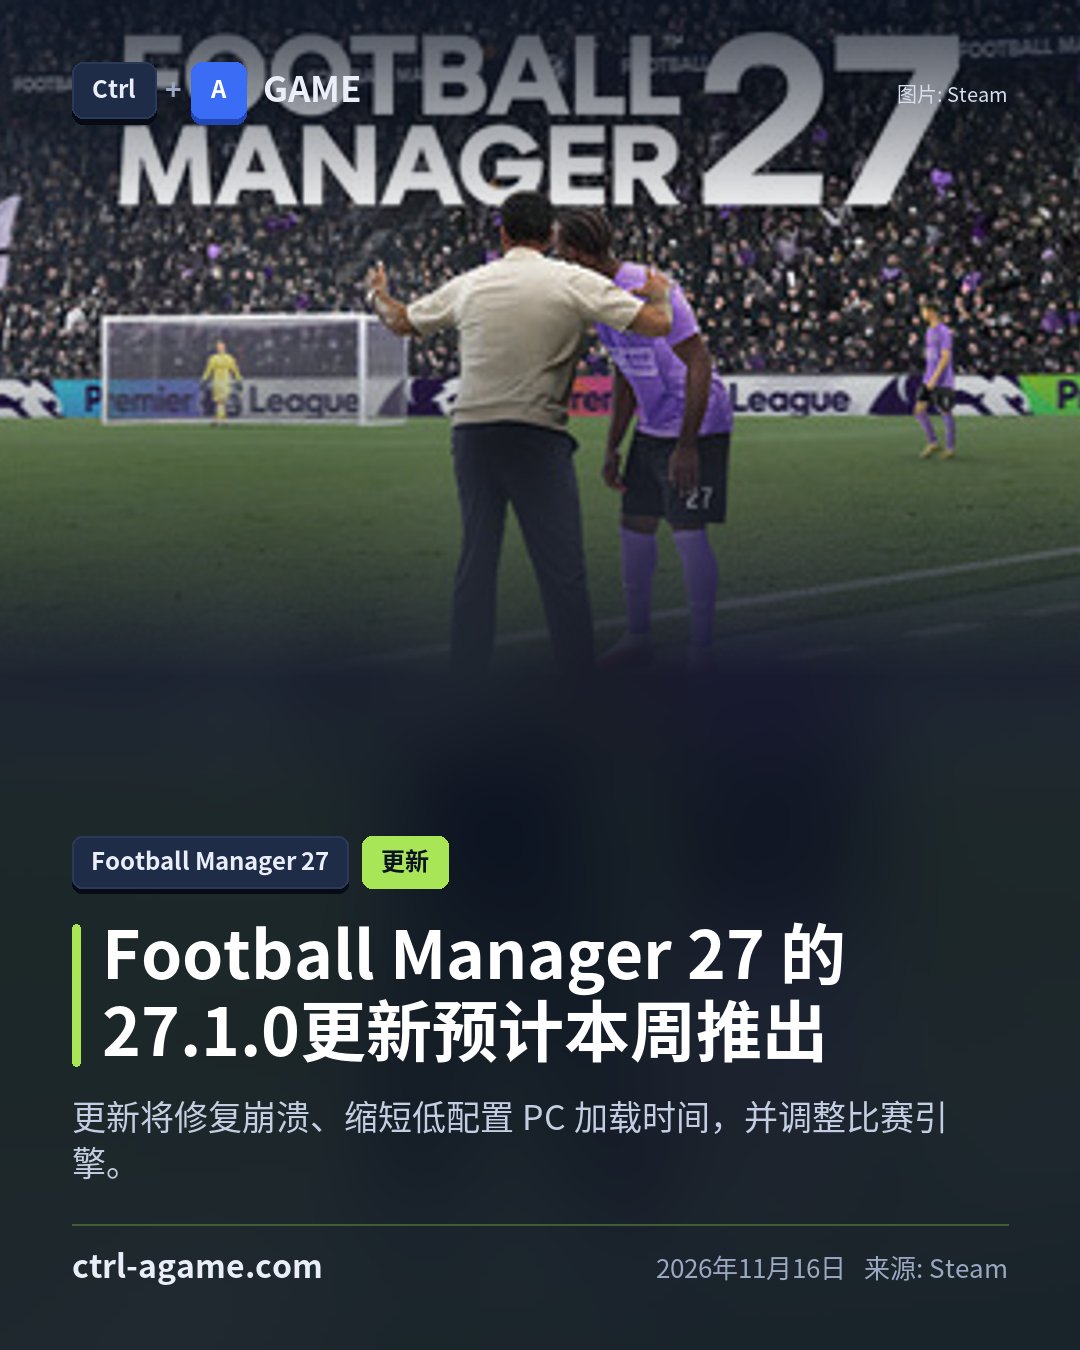 FOOTBALL MANAGER 27
Ctrl + A GAME
图片: Steam
Premier League
League
27
Football Manager 27
更新
Football Manager 27 的
27.1.0更新预计本周推出
更新将修复崩溃、缩短低配置 PC 加载时间，并调整比赛引
擎。
ctrl-agame.com
2026年11月16日 来源: Steam